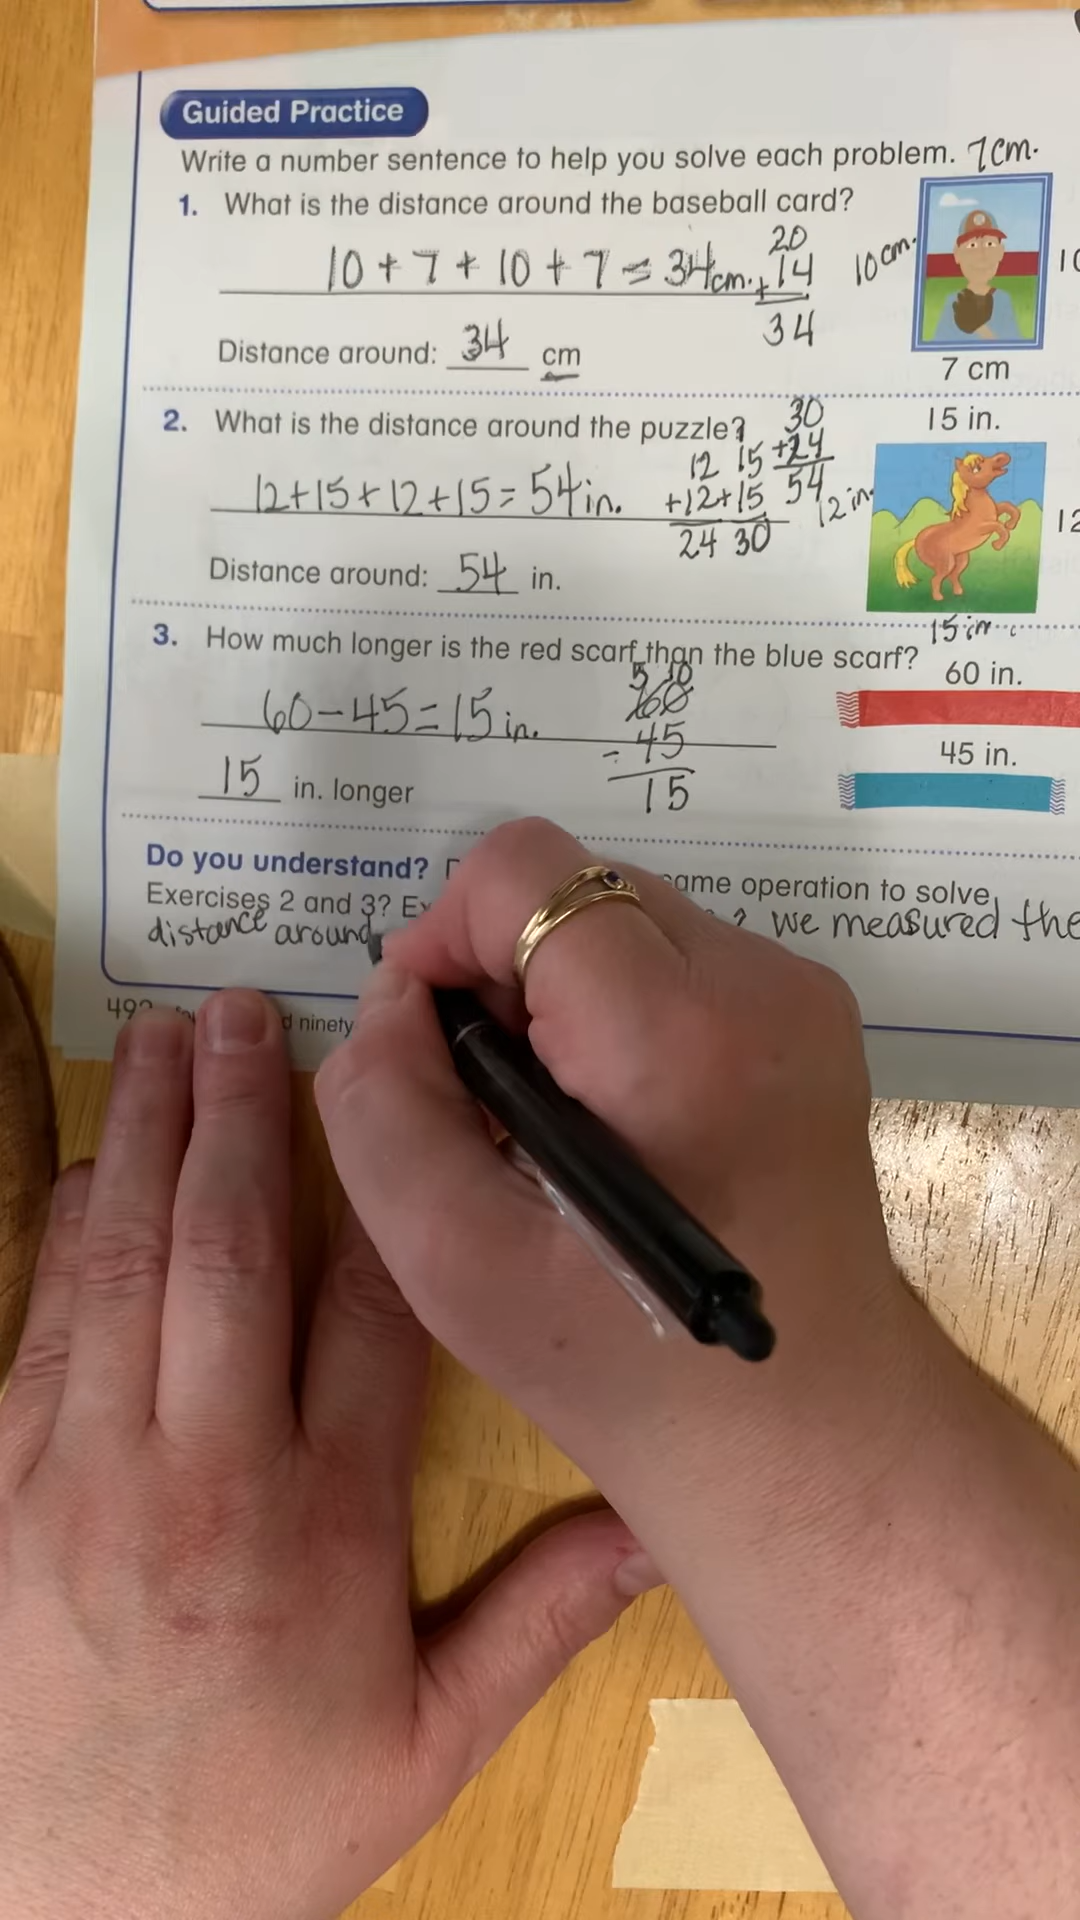 Guided Practice
Write a number sentence to help you solve each problem. 7cm.
1. What is the distance around the baseball card?
10 + 7 + 10 + 7 = 34cm.
20
+14
34
10cm.
Distance around: 34 cm
7 cm
2. What is the distance around the puzzle?
15 in.
30
+24
54
12 15
+12+15
24 30
12+15+12+15=54in.
12in.
12
Distance around: 54 in.
15in
3. How much longer is the red scarf than the blue scarf?
60 in.
5 10
60
- 45
15
60-45=15in.
45 in.
15 in. longer
Do you understand? same operation to solve
Exercises 2 and 3? ? we measured the
distance around
d ninety